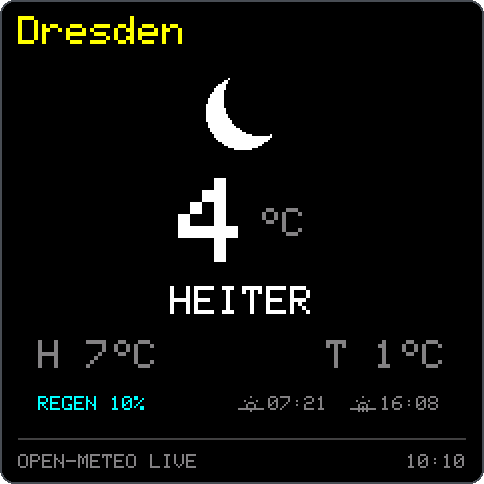 Dresden
4 °C
HEITER
H 7°C T 1°C
REGEN 10% 07:21 16:08
OPEN-METEO LIVE 10:10